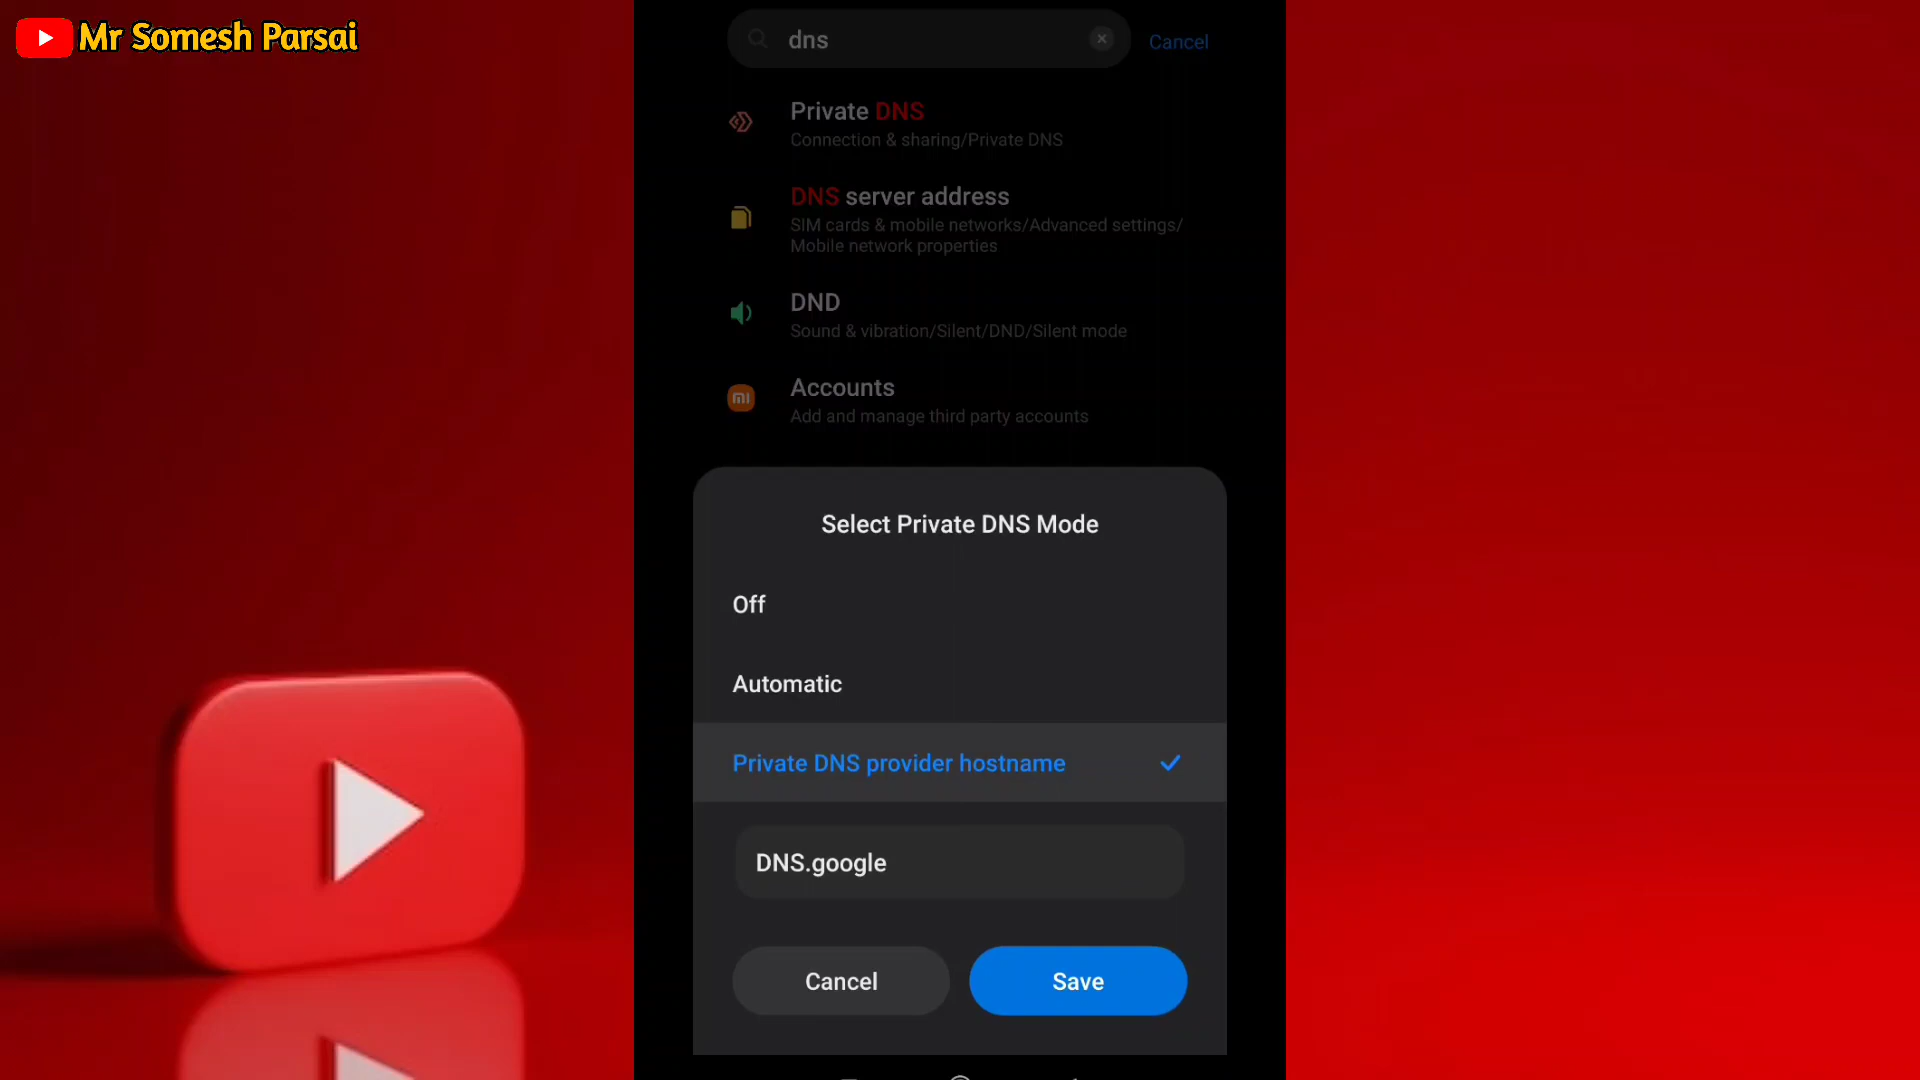 Mr Somesh Parsai
dns
Cancel
Private DNS
Connection & sharing/Private DNS
DNS server address
SIM cards & mobile networks/Advanced settings/
Mobile network properties
DND
Sound & vibration/Silent/DND/Silent mode
mi
Accounts
Add and manage third party accounts
Select Private DNS Mode
Off
Automatic
Private DNS provider hostname
DNS.google
Cancel
Save